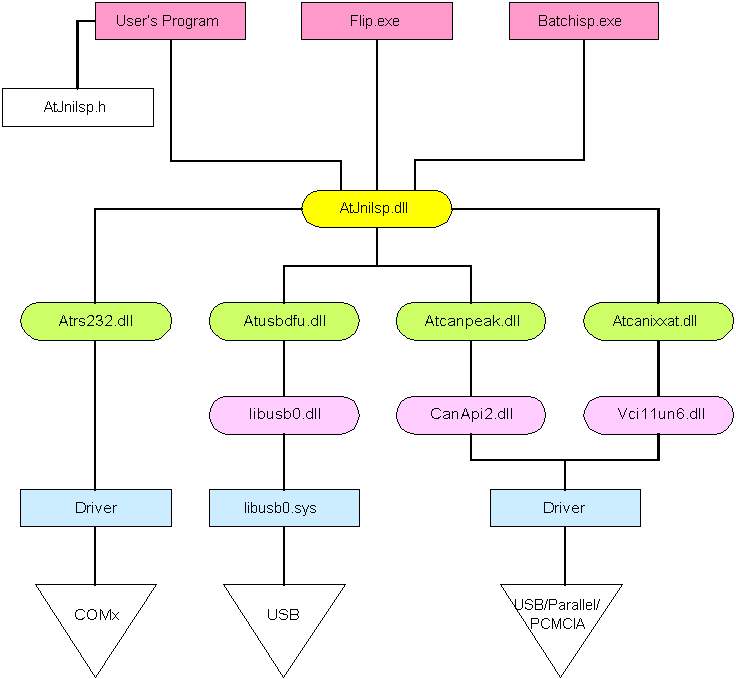 User's Program
Flip.exe
Batchisp.exe
AtJniIsp.h
AtJniIsp.dll
Atrs232.dll
Atusbdfu.dll
Atcanpeak.dll
Atcanixxat.dll
libusb0.dll
CanApi2.dll
Vci11un6.dll
Driver
libusb0.sys
Driver
COMx
USB
USB/Parallel/
PCMCIA